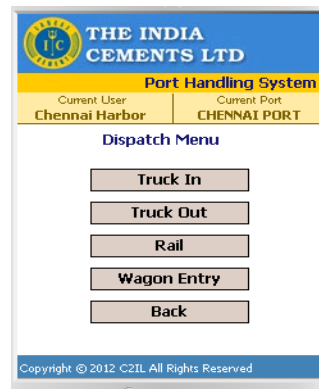 THE INDIA
CEMENTS LTD
IC
Port Handling System
Current User
Chennai Harbor
Current Port
CHENNAI PORT
Dispatch Menu
Truck In
Truck Out
Rail
Wagon Entry
Back
Copyright © 2012 C2IL All Rights Reserved